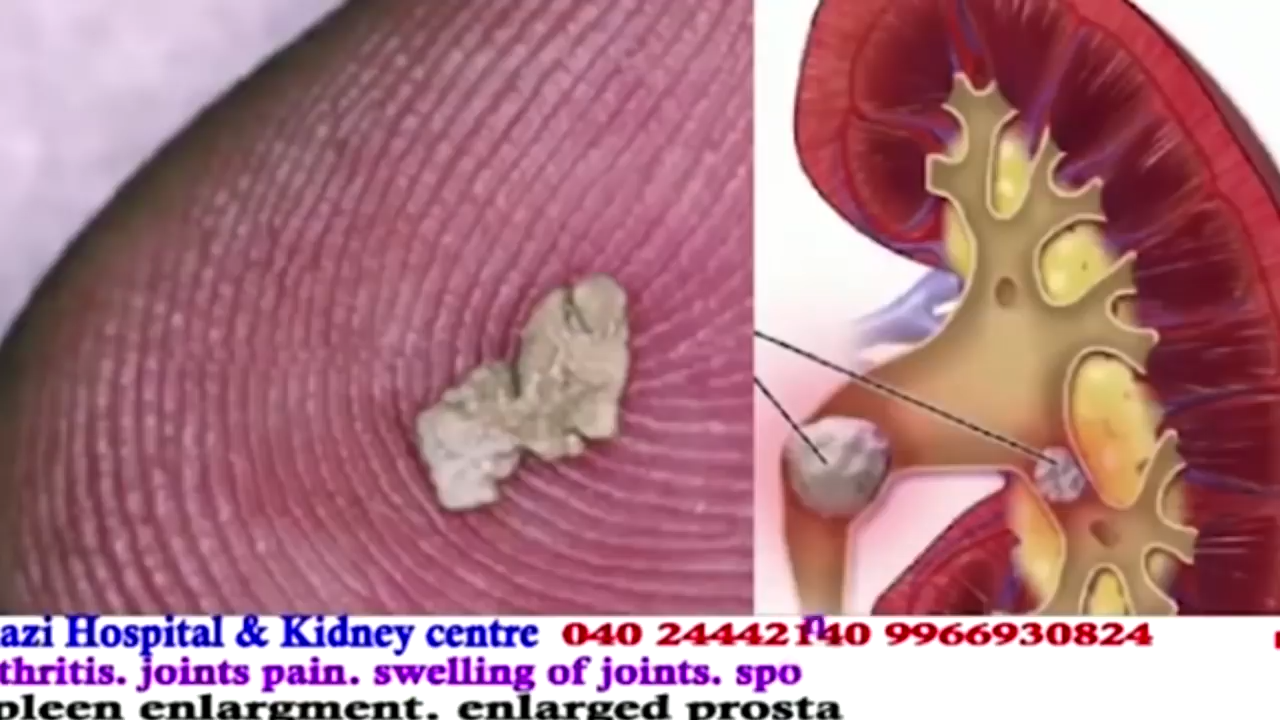 azi Hospital & Kidney centre 040 24442140 9966930824
thritis. joints pain. swelling of joints. spo
pleen enlargment. enlarged prosta